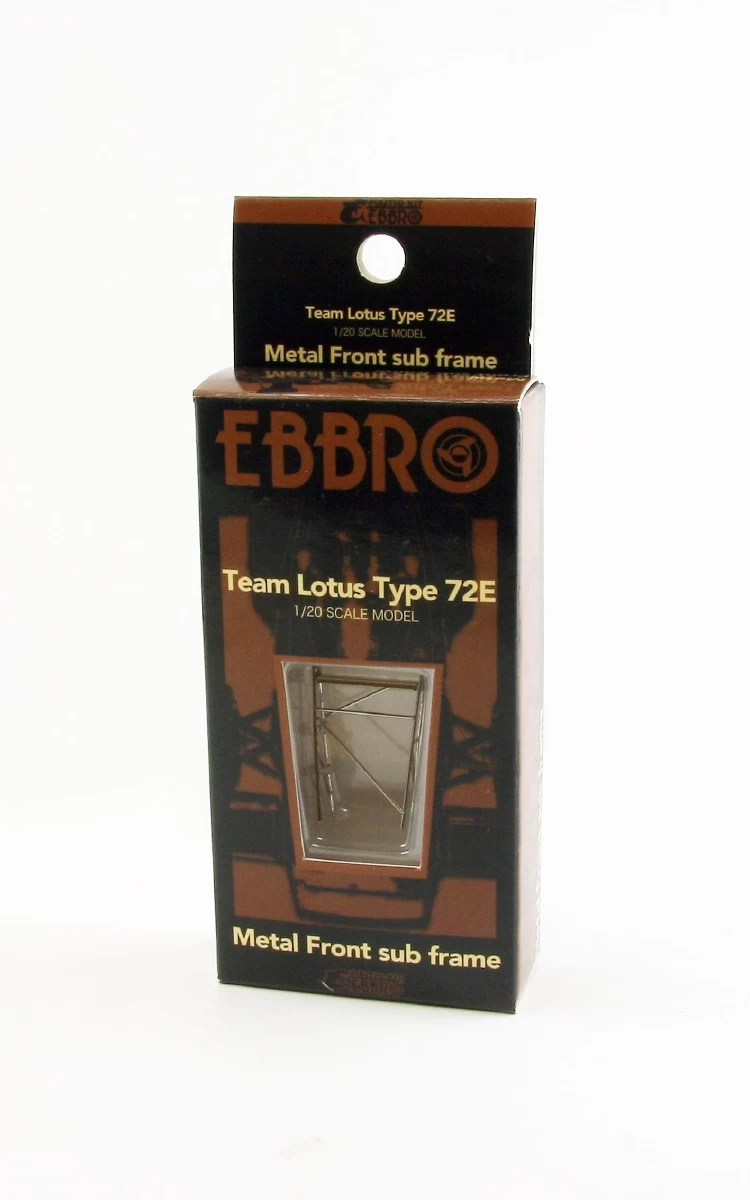 EBBRO
Team Lotus Type 72E
1/20 SCALE MODEL
Metal Front sub frame
EBBRO
Team Lotus Type 72E
1/20 SCALE MODEL
Metal Front sub frame